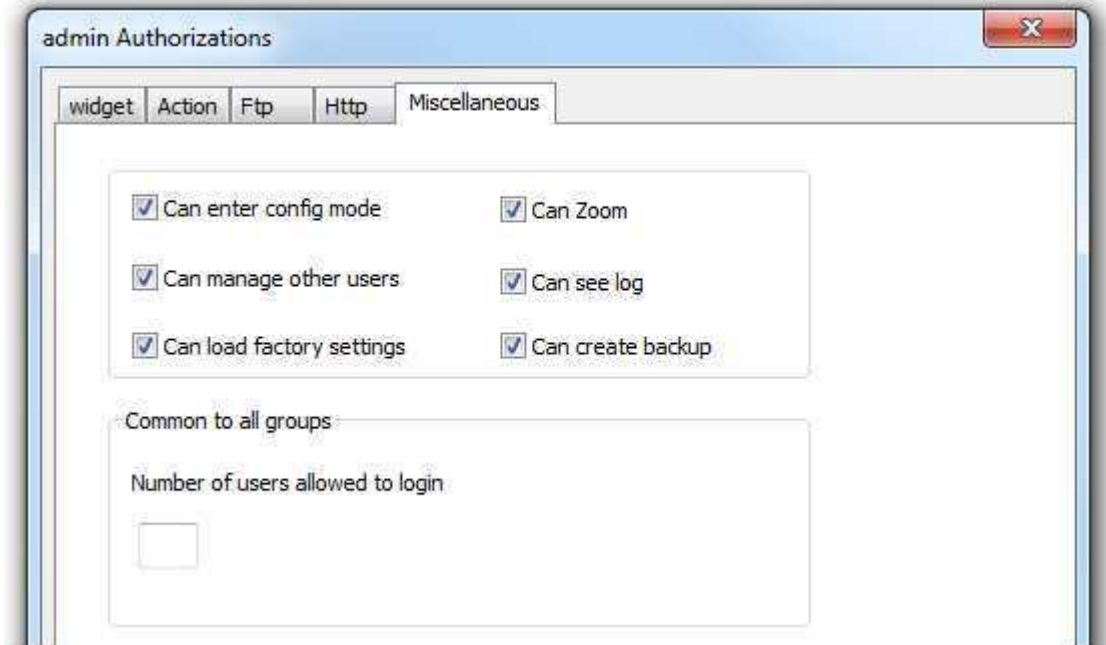 admin Authorizations
widget Action Ftp Http Miscellaneous
Can enter config mode Can Zoom
Can manage other users Can see log
Can load factory settings Can create backup
Common to all groups
Number of users allowed to login